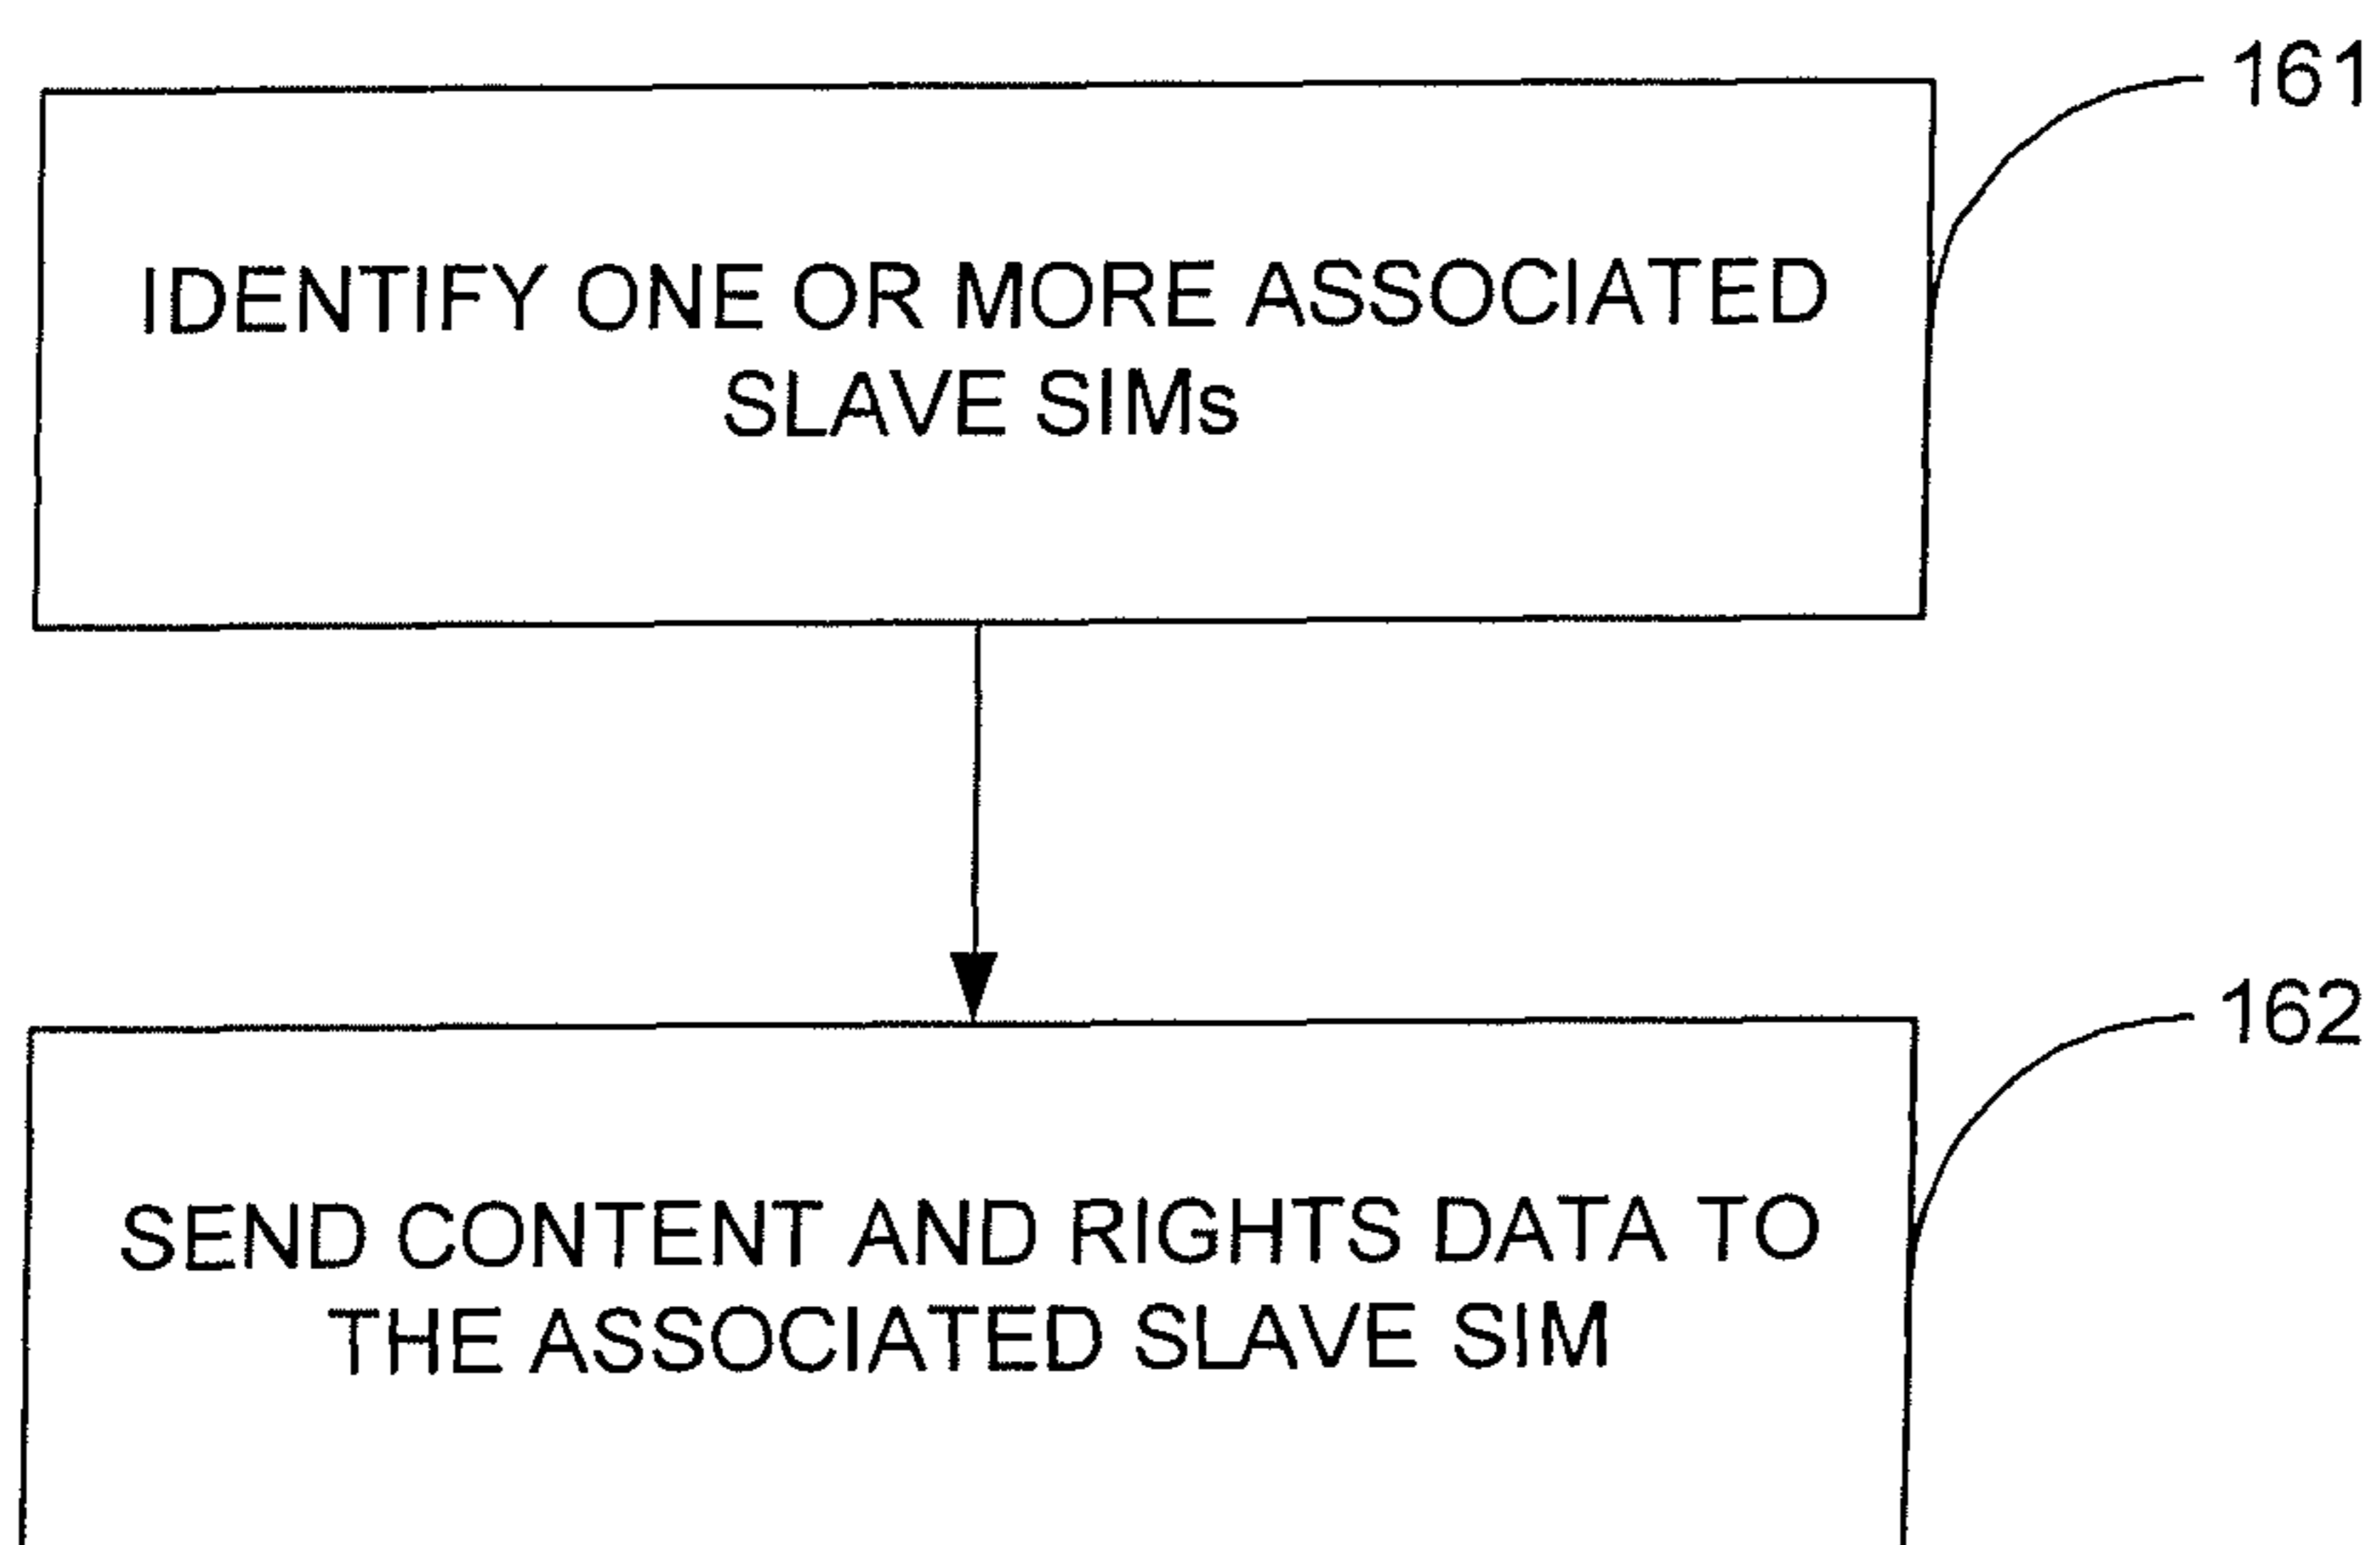 161
IDENTIFY ONE OR MORE ASSOCIATED
SLAVE SIMs
162
SEND CONTENT AND RIGHTS DATA TO
THE ASSOCIATED SLAVE SIM